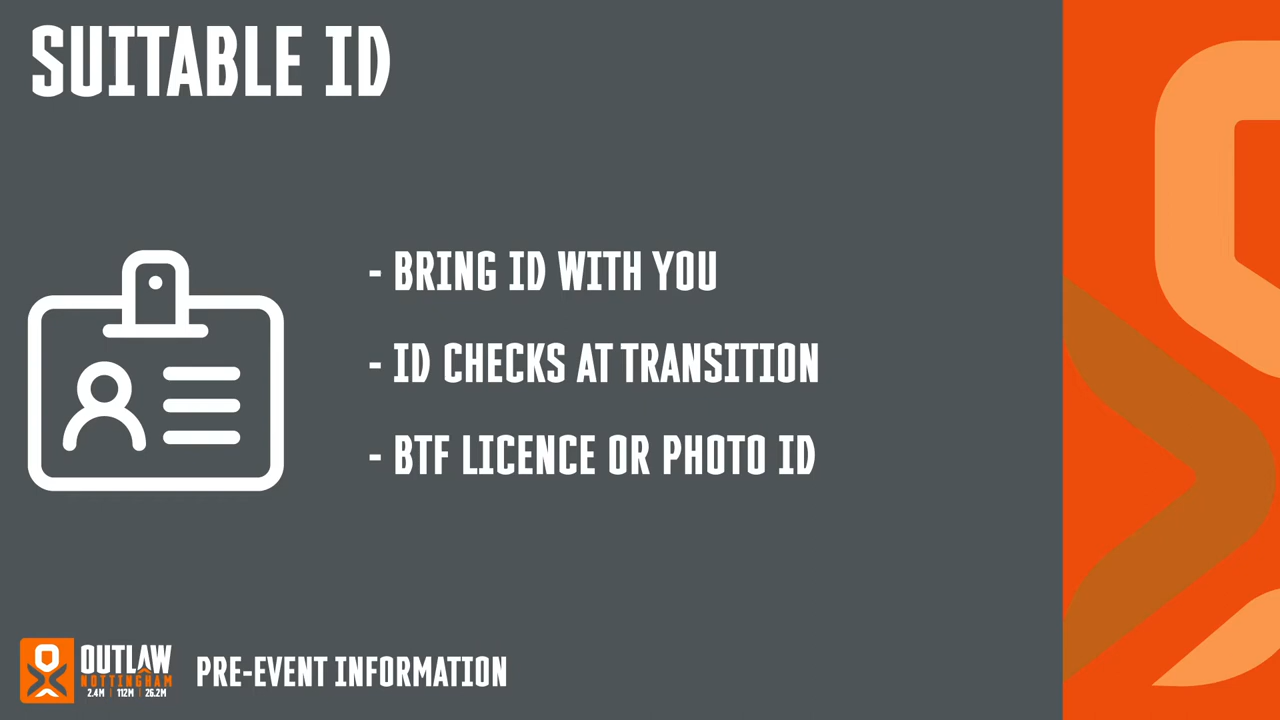 SUITABLE ID
- BRING ID WITH YOU
- ID CHECKS AT TRANSITION
- BTF LICENCE OR PHOTO ID
OUTLAW
NOTTINGHAM
2.4M | 112M | 26.2M
PRE-EVENT INFORMATION